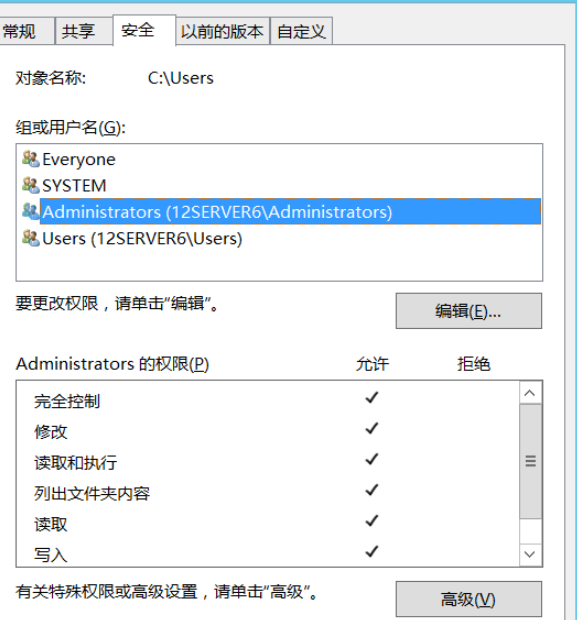 常规 共享 安全 以前的版本 自定义
对象名称: C:\Users
组或用户名(G):
Everyone
SYSTEM
Administrators (12SERVER6\Administrators)
Users (12SERVER6\Users)
要更改权限，请单击“编辑”。 编辑(E)...
Administrators 的权限(P) 允许 拒绝
完全控制
修改
读取和执行
列出文件夹内容
读取
写入
有关特殊权限或高级设置，请单击“高级”。 高级(V)